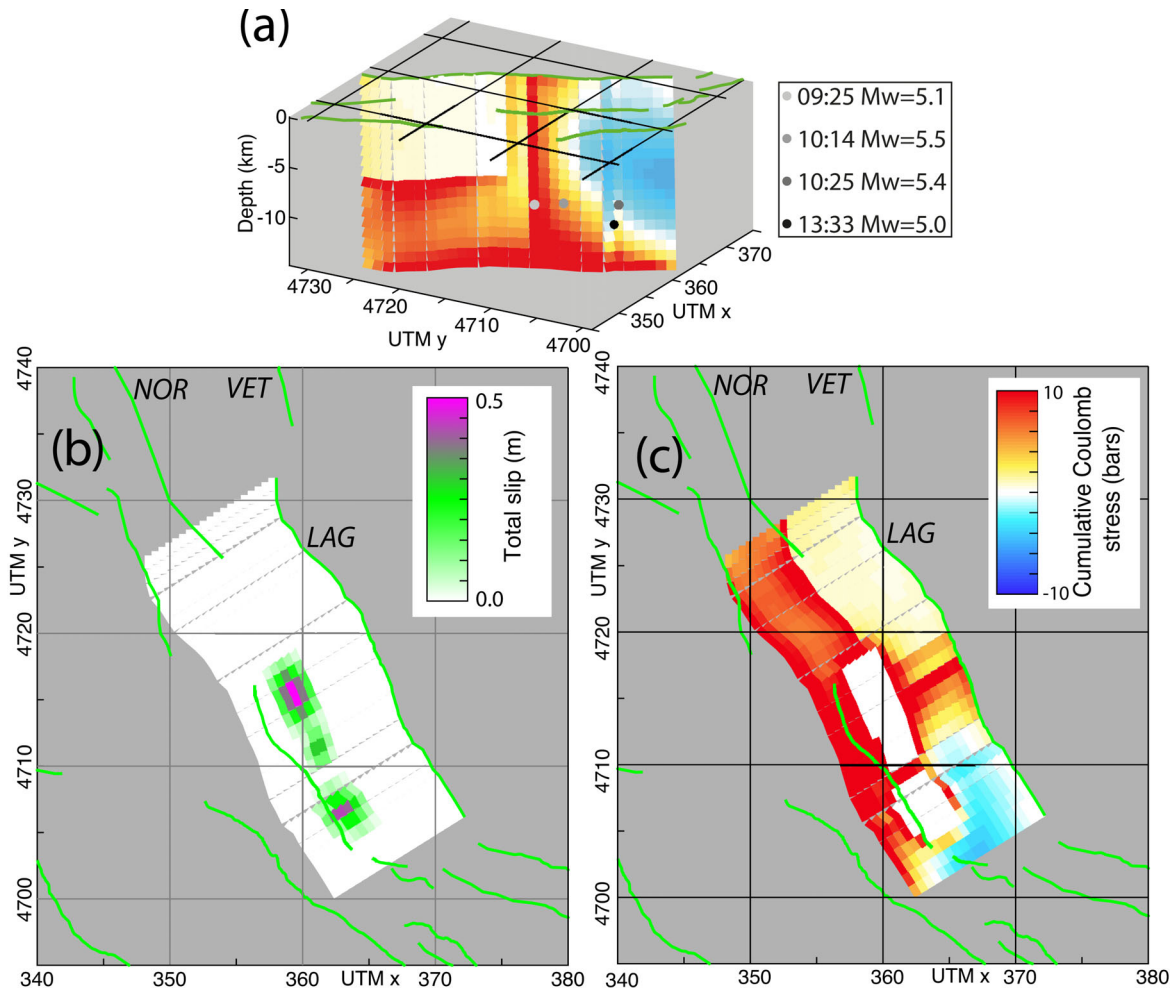 (a)
0
-5
-10
Depth (km)
4730
4720
4710
4700
UTM y
350
360
370
UTM x
09:25 Mw=5.1
10:14 Mw=5.5
10:25 Mw=5.4
13:33 Mw=5.0
(b)
NOR VET
LAG
0.5
0.0
Total slip (m)
4740
4730
4720
4710
4700
UTM y
340 350 360 UTM x 370 380
(c)
NOR VET
LAG
10
-10
Cumulative Coulomb
stress (bars)
4740
4730
4720
4710
4700
UTM y
340 350 360 UTM x 370 380